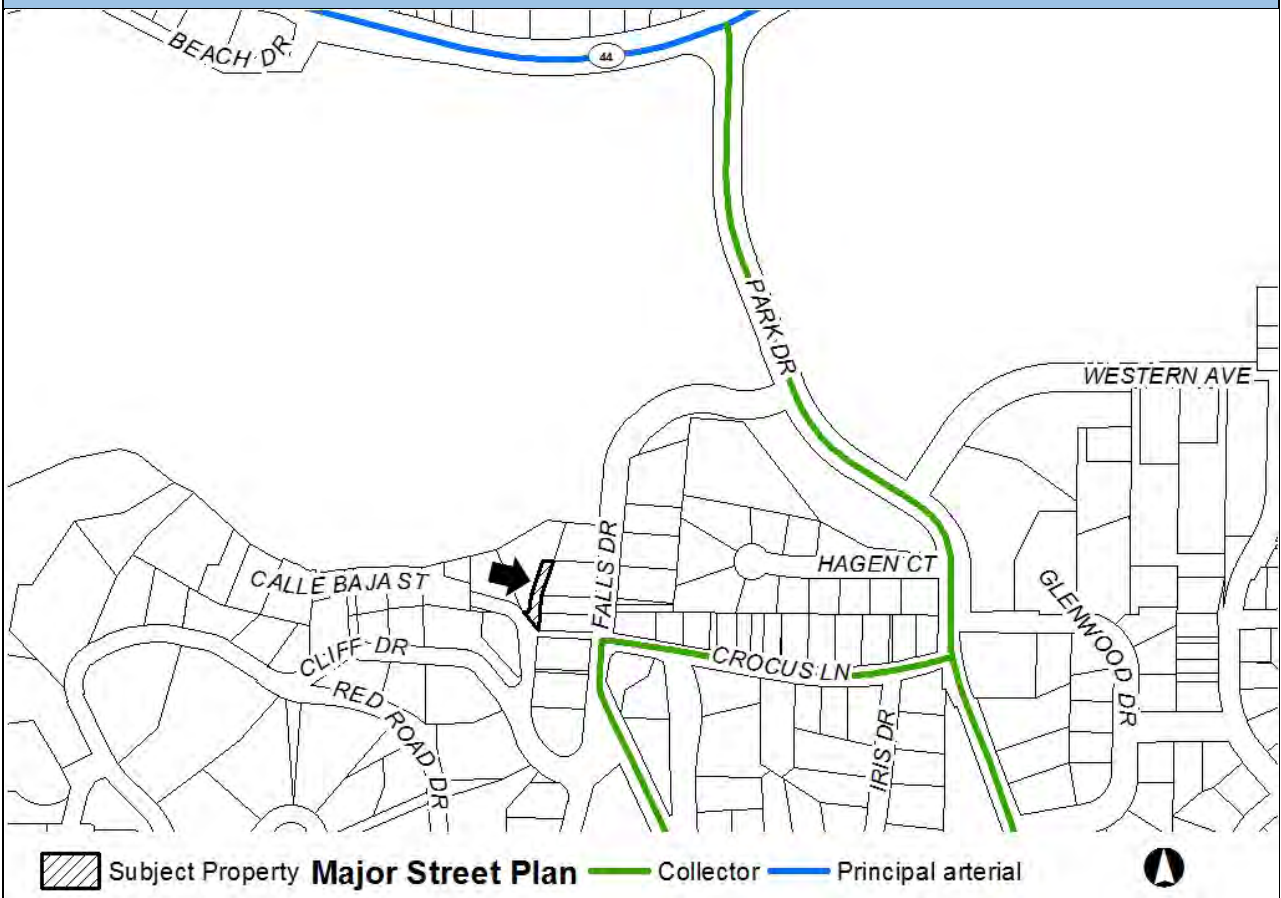 BEACH DR
44
PARK DR
WESTERN AVE
FALLS DR
HAGEN CT
CALLE BAJA ST
GLENWOOD DR
CLIFF DR
CROCUS LN
RED ROAD DR
IRIS DR
Subject Property Major Street Plan Collector Principal arterial